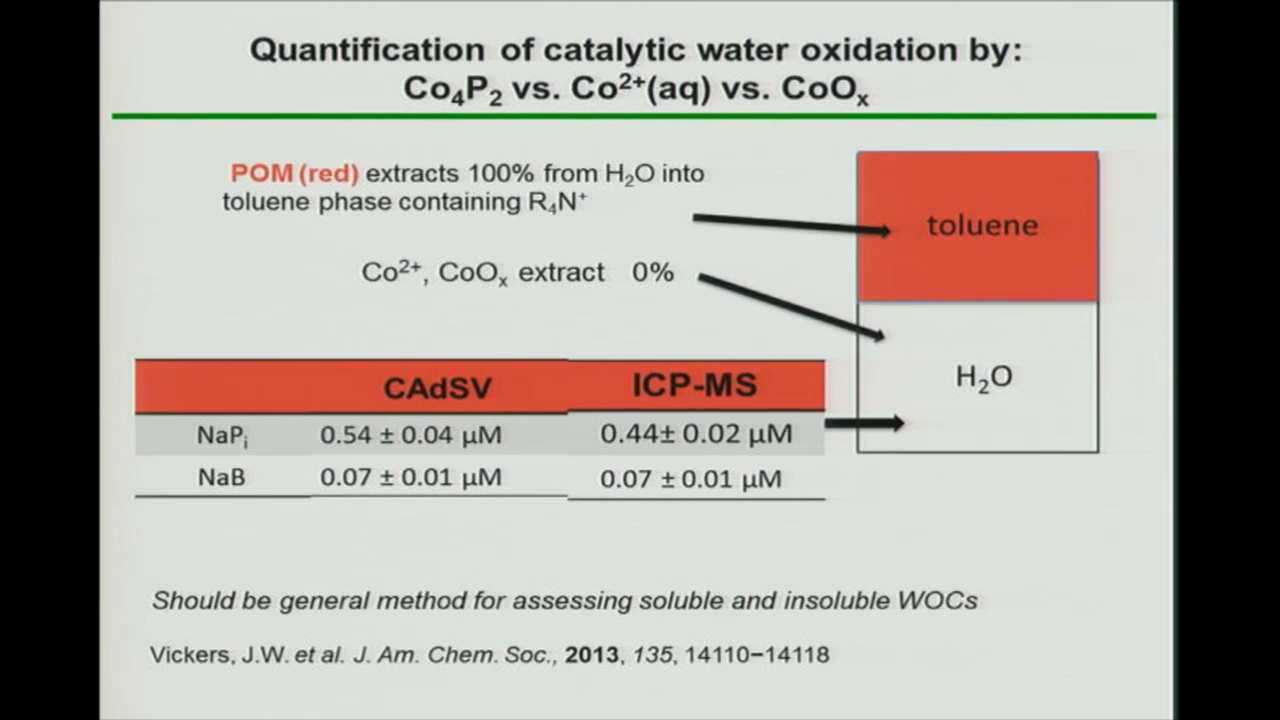 Quantification of catalytic water oxidation by:
Co₄P₂ vs. Co²⁺(aq) vs. CoOₓ
POM (red) extracts 100% from H₂O into
toluene phase containing R₄N⁺
toluene
Co²⁺, CoOₓ extract 0%
H₂O
CAdSV ICP-MS
NaPᵢ 0.54 ± 0.04 µM 0.44± 0.02 µM
NaB 0.07 ± 0.01 µM 0.07 ± 0.01 µM
Should be general method for assessing soluble and insoluble WOCs
Vickers, J.W. et al. J. Am. Chem. Soc., 2013, 135, 14110−14118